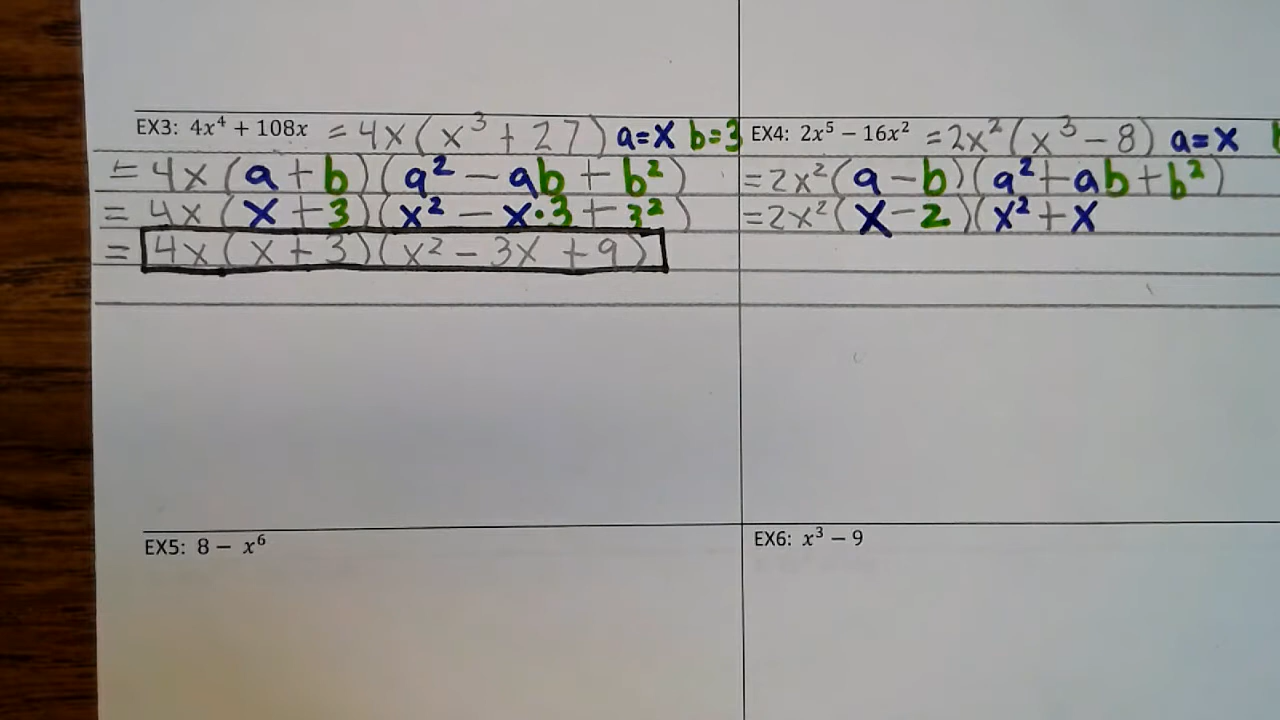 EX3: 4x⁴ + 108x = 4x(x³ + 27) a=x b=3
= 4x(a+b)(a² − ab + b²)
= 4x(x+3)(x² − x·3 + 3²)
= 4x(x+3)(x² − 3x + 9)
EX4: 2x⁵ − 16x² = 2x²(x³ − 8) a=x
= 2x²(a − b)(a² + ab + b²)
= 2x²(x − 2)(x² + x
EX5: 8 − x⁶
EX6: x³ − 9